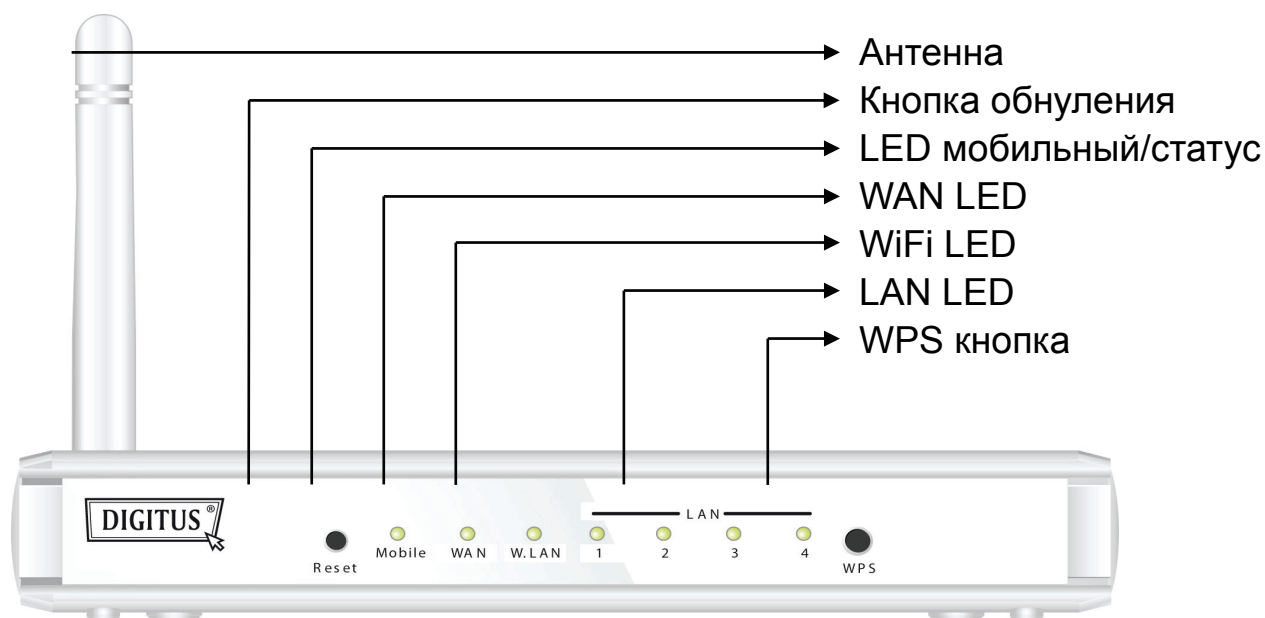 Антенна
Кнопка обнуления
LED мобильный/статус
WAN LED
WiFi LED
LAN LED
WPS кнопка
DIGITUS®
LAN
Reset Mobile WAN W.LAN 1 2 3 4 WPS